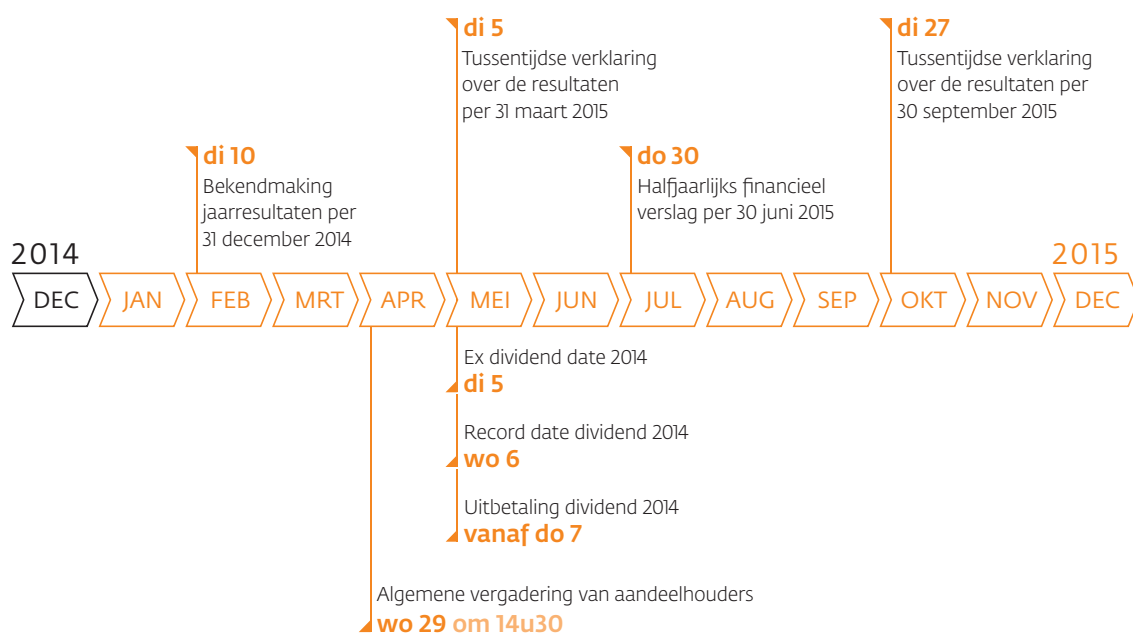 di 5
Tussentijdse verklaring
over de resultaten
per 31 maart 2015
di 27
Tussentijdse verklaring
over de resultaten per
30 september 2015
di 10
Bekendmaking
jaarresultaten per
31 december 2014
do 30
Halfjaarlijks financieel
verslag per 30 juni 2015
2014
2015
DEC JAN FEB MRT APR MEI JUN JUL AUG SEP OKT NOV DEC
Ex dividend date 2014
di 5
Record date dividend 2014
wo 6
Uitbetaling dividend 2014
vanaf do 7
Algemene vergadering van aandeelhouders
wo 29 om 14u30